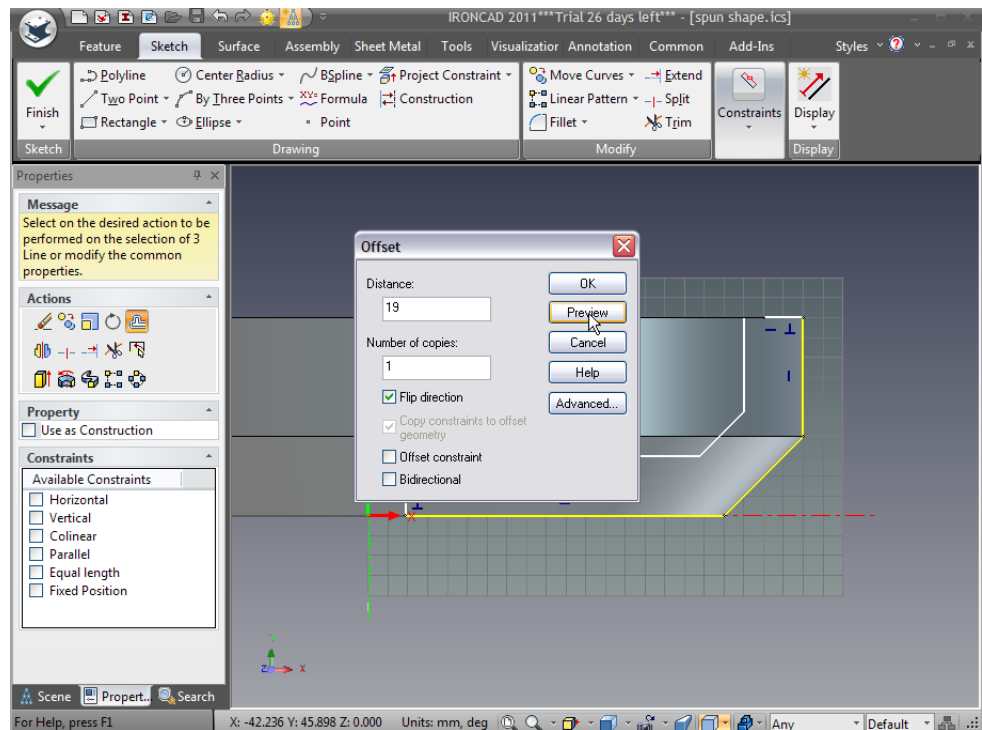 IRONCAD 2011***Trial 26 days left*** - [spun shape.ics]
Feature Sketch Surface Assembly Sheet Metal Tools Visualization Annotation Common Add-Ins Styles
Polyline Center Radius BSpline Project Constraint Move Curves Extend
Two Point By Three Points XY= Formula Construction Linear Pattern Split
Finish Rectangle Ellipse Point Fillet Trim Constraints Display
Sketch Drawing Modify Display
Properties
Message
Select on the desired action to be
performed on the selection of 3
Line or modify the common
properties.
Actions
Property
Use as Construction
Constraints
Available Constraints
Horizontal
Vertical
Colinear
Parallel
Equal length
Fixed Position
Offset
Distance:
19
Number of copies:
1
Flip direction
Copy constraints to offset
geometry
Offset constraint
Bidirectional
OK
Preview
Cancel
Help
Advanced...
X
Z X
Scene Propert... Search
For Help, press F1 X: -42.236 Y: 45.898 Z: 0.000 Units: mm, deg Any Default